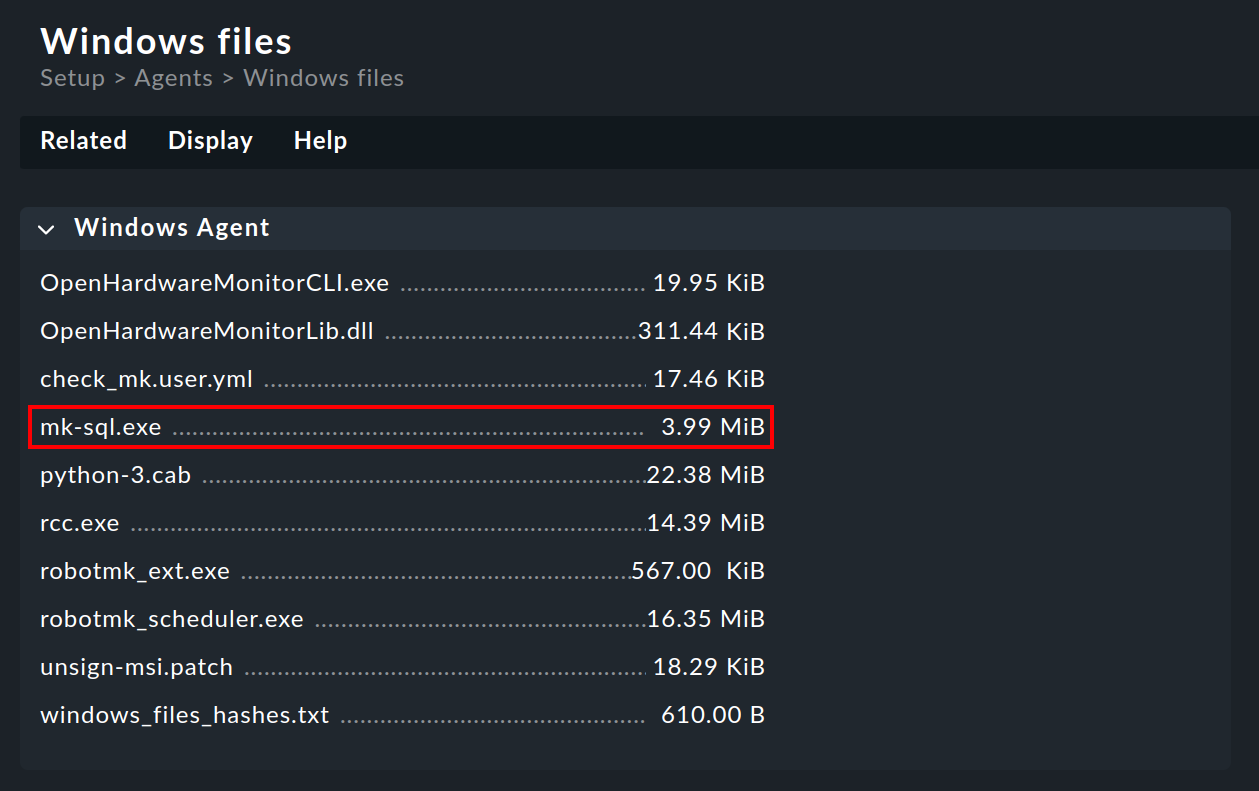 Windows files
Setup > Agents > Windows files
Related Display Help
Windows Agent
OpenHardwareMonitorCLI.exe 19.95 KiB
OpenHardwareMonitorLib.dll 311.44 KiB
check_mk.user.yml 17.46 KiB
mk-sql.exe 3.99 MiB
python-3.cab 22.38 MiB
rcc.exe 14.39 MiB
robotmk_ext.exe 567.00 KiB
robotmk_scheduler.exe 16.35 MiB
unsign-msi.patch 18.29 KiB
windows_files_hashes.txt 610.00 B